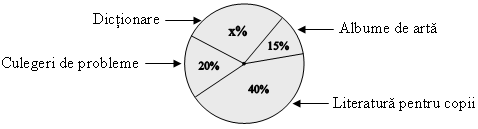 Dicționare
x%
Albume de artă
15%
Culegeri de probleme
20%
40%
Literatură pentru copii